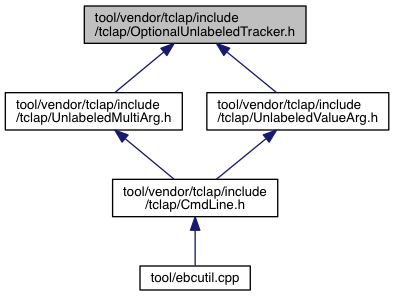 tool/vendor/tclap/include
/tclap/OptionalUnlabeledTracker.h
tool/vendor/tclap/include
/tclap/UnlabeledMultiArg.h
tool/vendor/tclap/include
/tclap/UnlabeledValueArg.h
tool/vendor/tclap/include
/tclap/CmdLine.h
tool/ebcutil.cpp